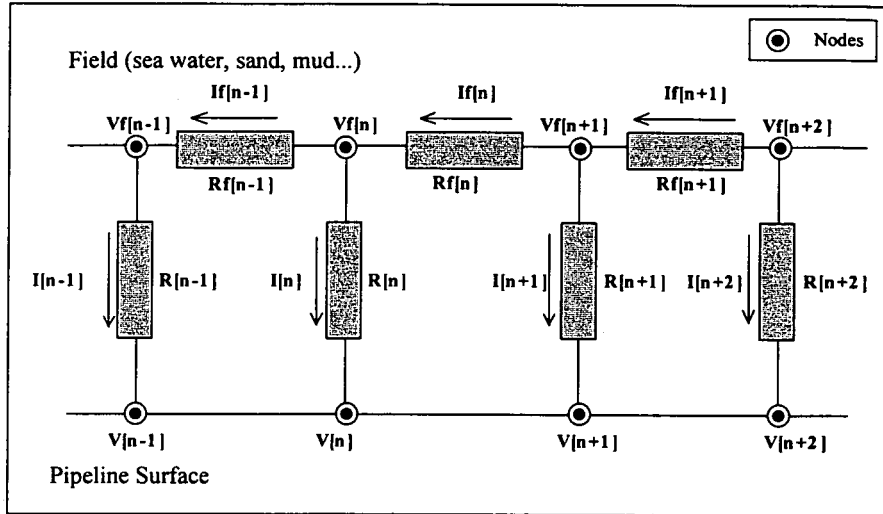 Nodes
Field (sea water, sand, mud...)
If[n-1] If[n] If[n+1]
Vf[n-1] Vf[n] Vf[n+1] Vf[n+2}
Rf[n-1] Rf[n] Rf[n+1]
I[n-1] R[n-1] I[n} R[n] I[n+1] R[n+1] I[n+2} R[n+2}
V[n-1] V[n] V[n+1] V[n+2]
Pipeline Surface